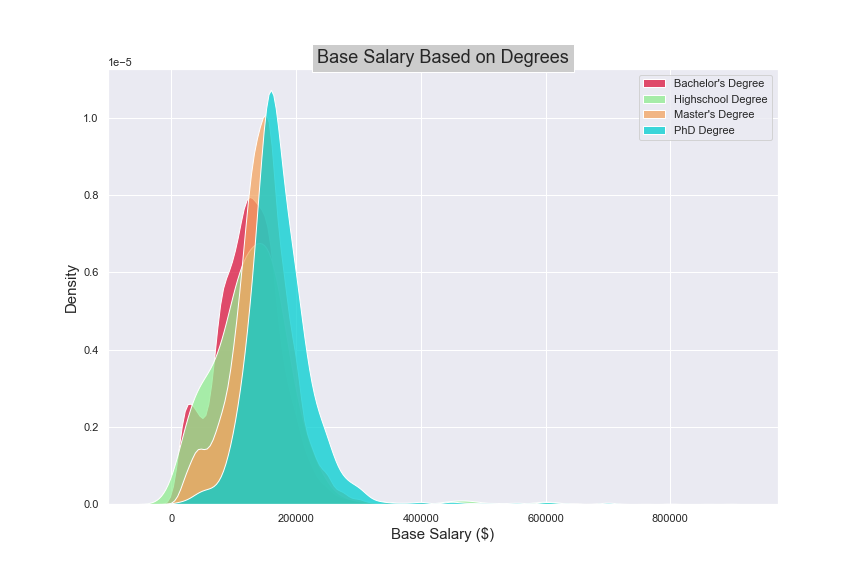 Base Salary Based on Degrees
1e−5
Bachelor's Degree
Highschool Degree
Master's Degree
PhD Degree
1.0
0.8
0.6
0.4
0.2
0.0
Density
0 200000 400000 600000 800000
Base Salary ($)